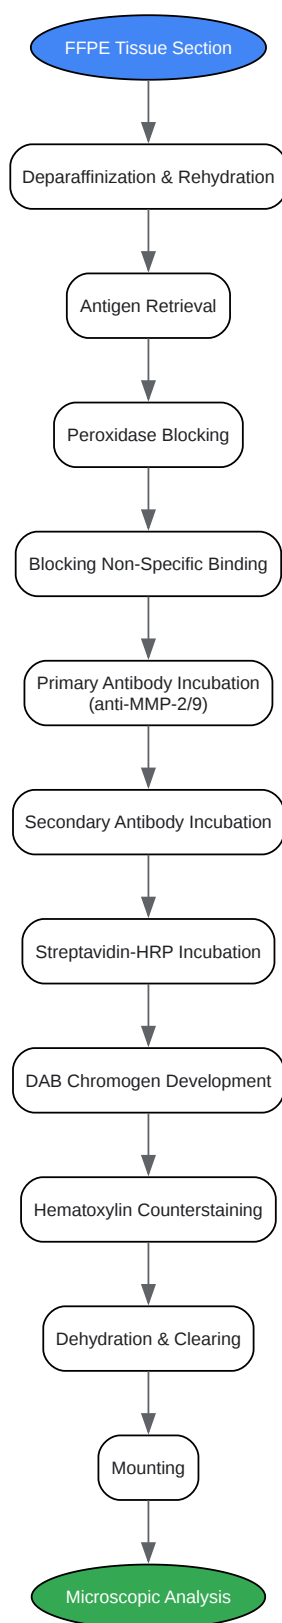 FFPE Tissue Section
Deparaffinization & Rehydration
Antigen Retrieval
Peroxidase Blocking
Blocking Non-Specific Binding
Primary Antibody Incubation
(anti-MMP-2/9)
Secondary Antibody Incubation
Streptavidin-HRP Incubation
DAB Chromogen Development
Hematoxylin Counterstaining
Dehydration & Clearing
Mounting
Microscopic Analysis